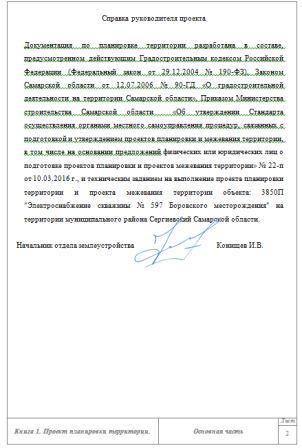 Справка руководителя проекта
Документация по планировке территории разработана в составе,
предусмотренном действующим Градостроительным кодексом Российской
Федерации (Федеральный закон от 29.12.2004 № 190-ФЗ), Законом
Самарской области от 12.07.2006 № 90-ГД «О градостроительной
деятельности на территории Самарской области», Приказом Министерства
строительства Самарской области «Об утверждении Стандарта
осуществления органами местного самоуправления процедур, связанных с
подготовкой и утверждением проектов планировки и межевания территории,
в том числе на основании предложений физических или юридических лиц о
подготовке проектов планировки и проектов межевания территории» № 22-п
от 10.03.2016 г., и техническим заданием на выполнение проекта планировки
территории и проекта межевания территории объекта: 3850П
"Электроснабжение скважины № 597 Боровского месторождения" на
территории муниципального района Сергиевский Самарской области.
Начальник отдела землеустройства Конищев И.В.
Книга 1. Проект планировки территории. Основная часть
Лист
2